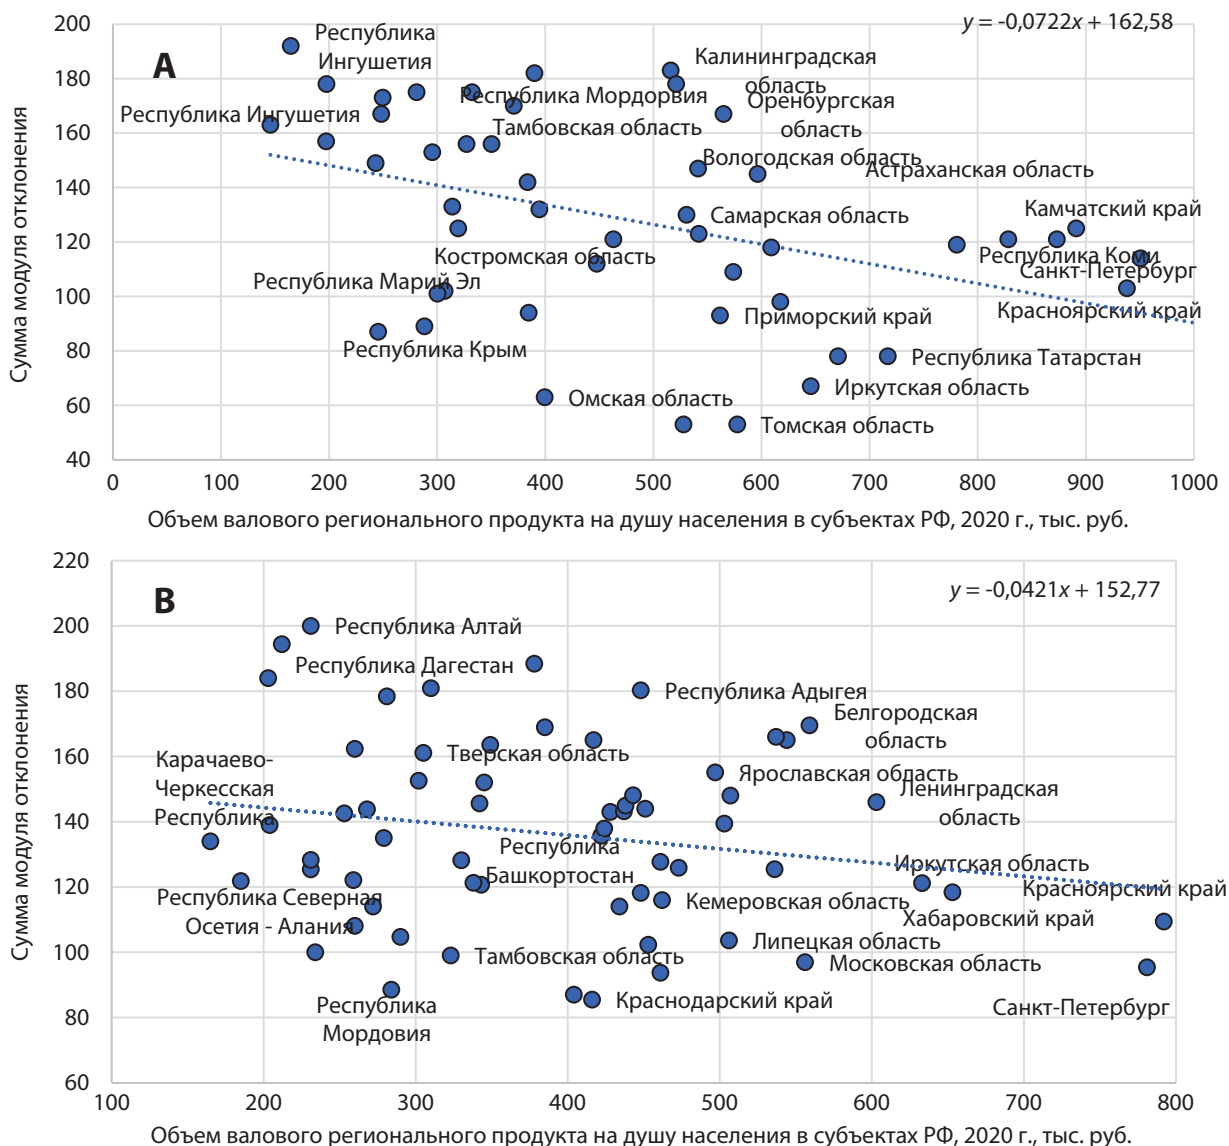 y = -0,0722x + 162,58
A
200
180
160
140
120
100
80
60
40
Сумма модуля отклонения
Республика
Ингушетия
Калининградская
область
Республика Мордорвия
Оренбургская
область
Республика Ингушетия
Тамбовская область
Вологодская область
Астраханская область
Самарская область
Камчатский край
Костромская область
Республика Коми
Санкт-Петербург
Республика Марий Эл
Красноярский край
Приморский край
Республика Крым
Республика Татарстан
Иркутская область
Омская область
Томская область
0 100 200 300 400 500 600 700 800 900 1000
Объем валового регионального продукта на душу населения в субъектах РФ, 2020 г., тыс. руб.
y = -0,0421x + 152,77
B
220
200
180
160
140
120
100
80
60
Сумма модуля отклонения
Республика Алтай
Республика Дагестан
Республика Адыгея
Белгородская
область
Тверская область
Карачаево-
Черкесская
Республика
Ярославская область
Ленинградская
область
Республика
Башкортостан
Иркутская область
Красноярский край
Республика Северная
Осетия - Алания
Кемеровская область
Хабаровский край
Липецкая область
Тамбовская область
Московская область
Республика
Мордовия
Краснодарский край
Санкт-Петербург
100 200 300 400 500 600 700 800
Объем валового регионального продукта на душу населения в субъектах РФ, 2020 г., тыс. руб.